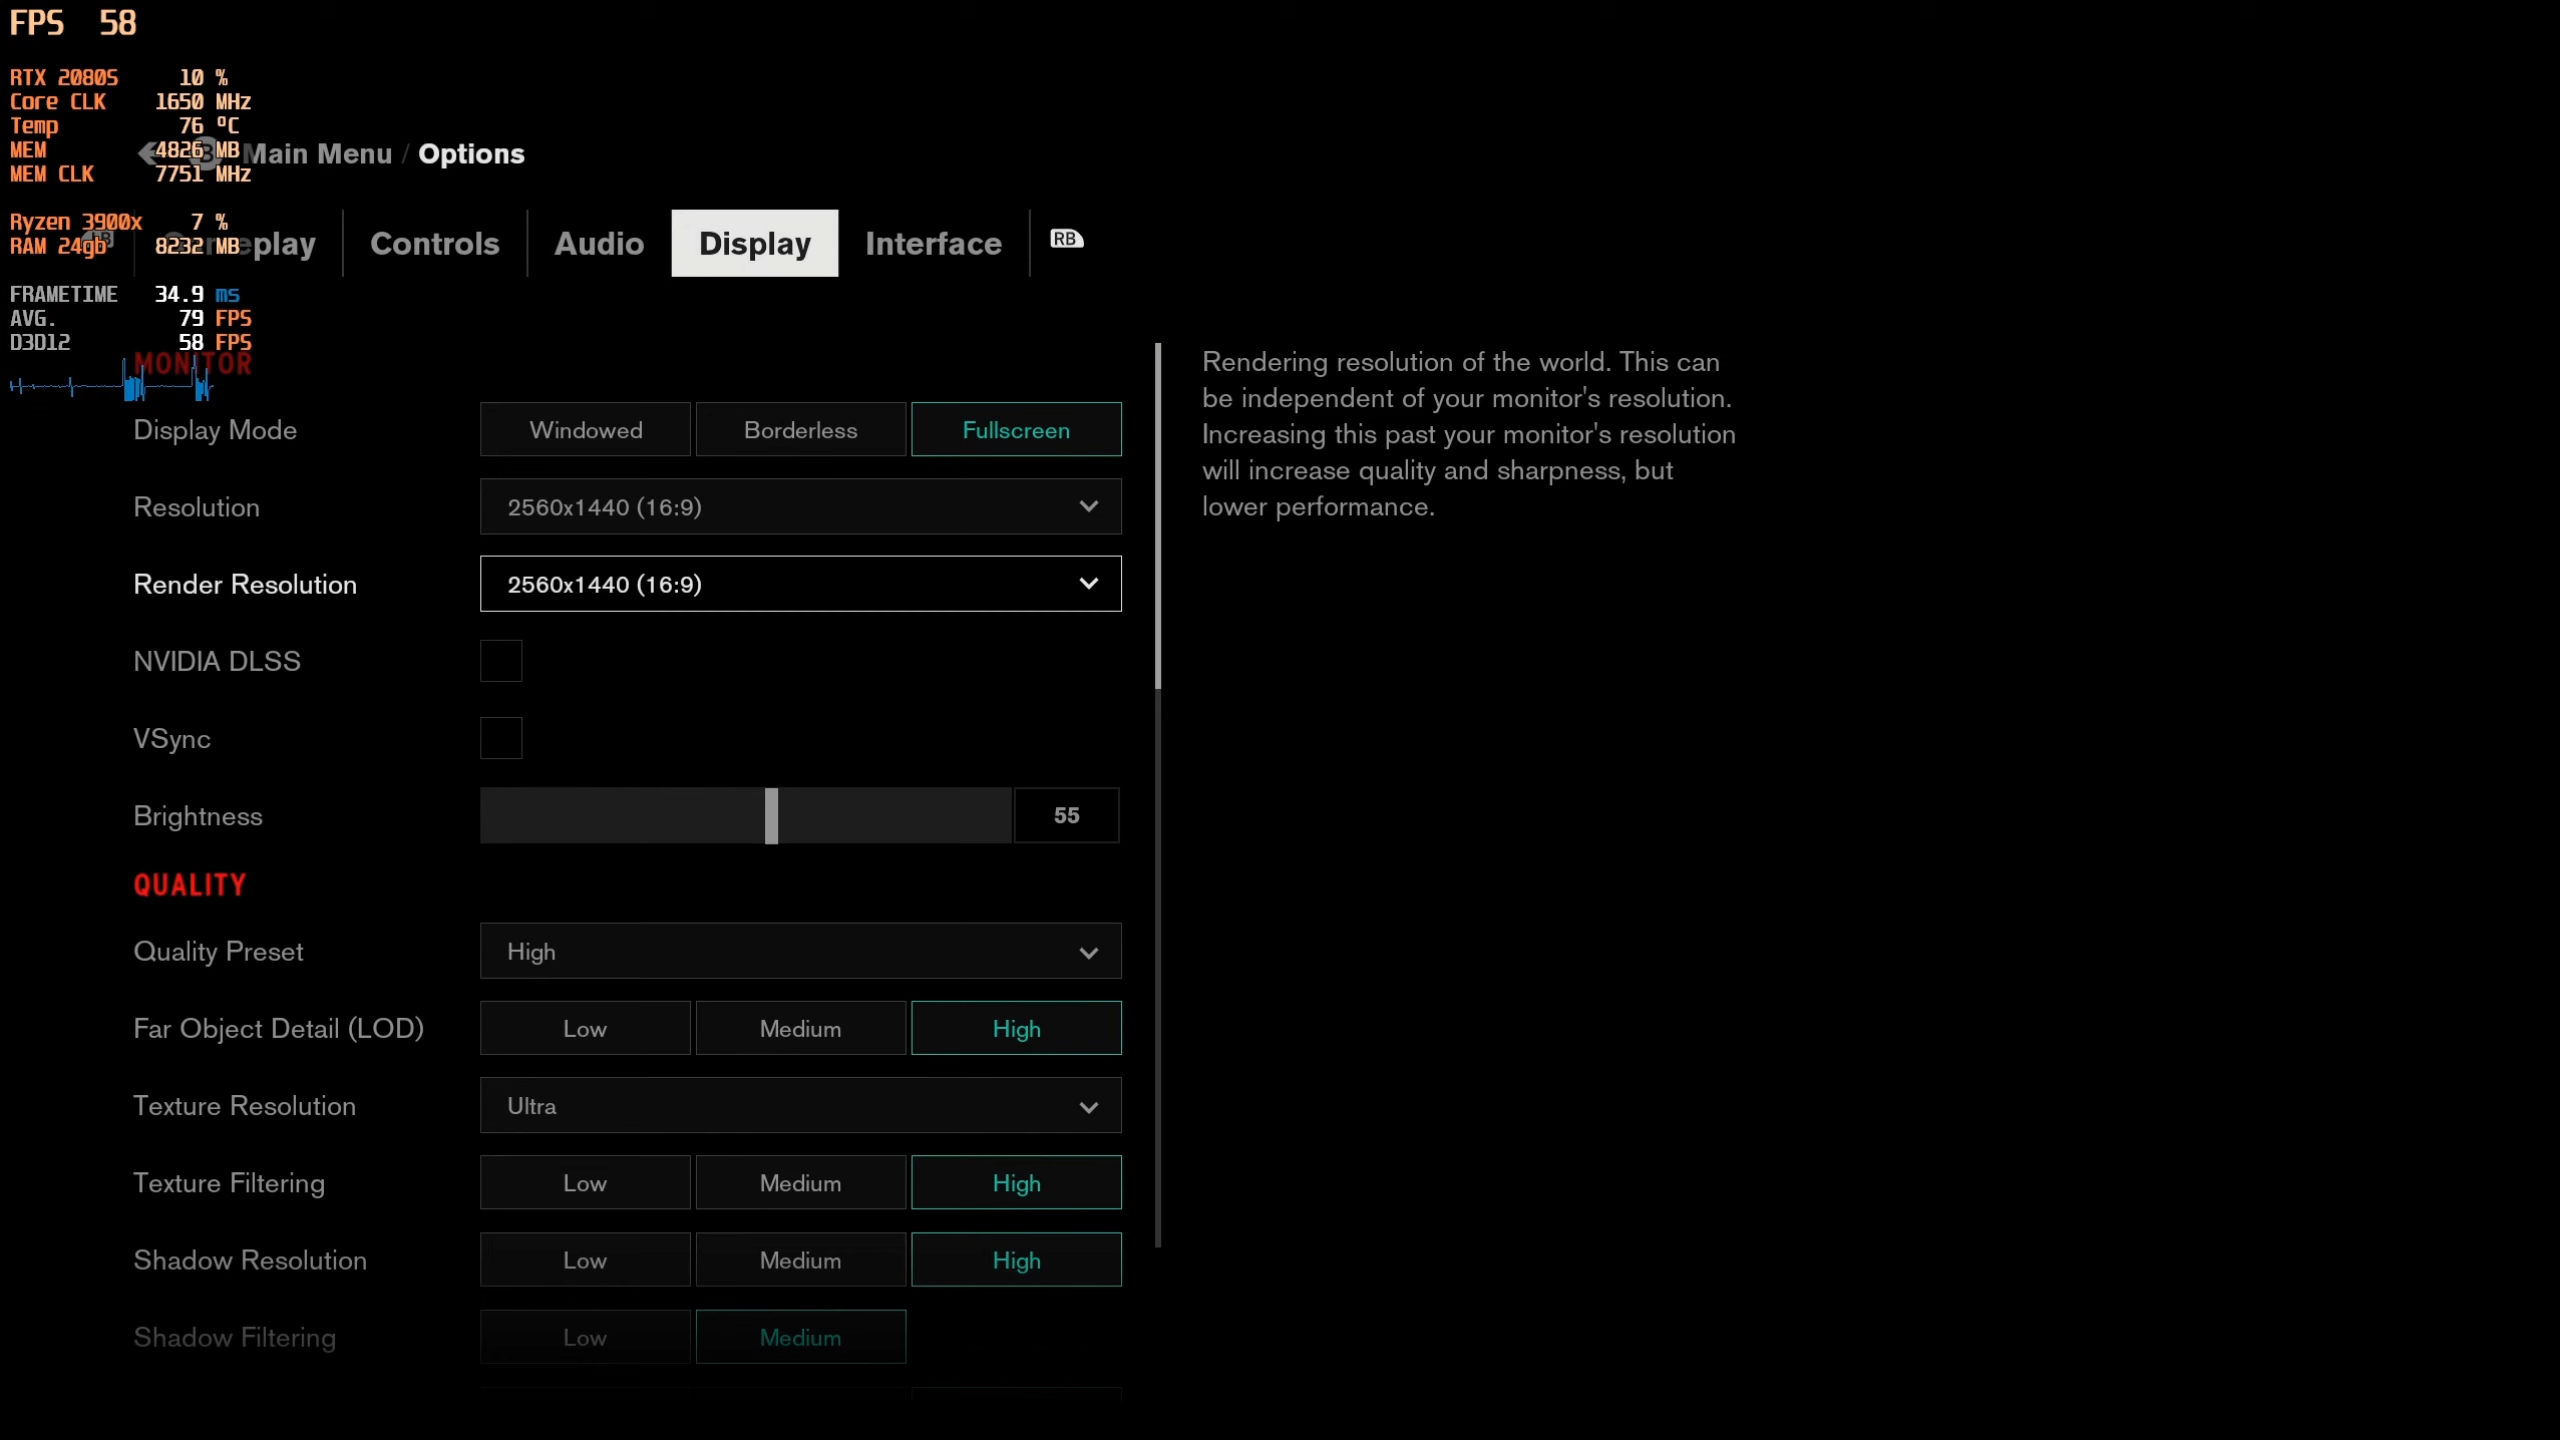 FPS 58
RTX 2080S 10 %
Core CLK 1650 MHz
Temp 76 °C
MEM 4826 MB
MEM CLK 7751 MHz
Main Menu / Options
Ryzen 3900x 7 %
RAM 24gb 8232 MB
Controls Audio Display Interface RB
FRAMETIME 34.9 ms
AVG. 79 FPS
D3D12 58 FPS
MONITOR
Display Mode Windowed Borderless Fullscreen
Resolution 2560x1440 (16:9)
Render Resolution 2560x1440 (16:9)
NVIDIA DLSS
VSync
Brightness 55
QUALITY
Quality Preset High
Far Object Detail (LOD) Low Medium High
Texture Resolution Ultra
Texture Filtering Low Medium High
Shadow Resolution Low Medium High
Shadow Filtering Low Medium
Rendering resolution of the world. This can
be independent of your monitor's resolution.
Increasing this past your monitor's resolution
will increase quality and sharpness, but
lower performance.